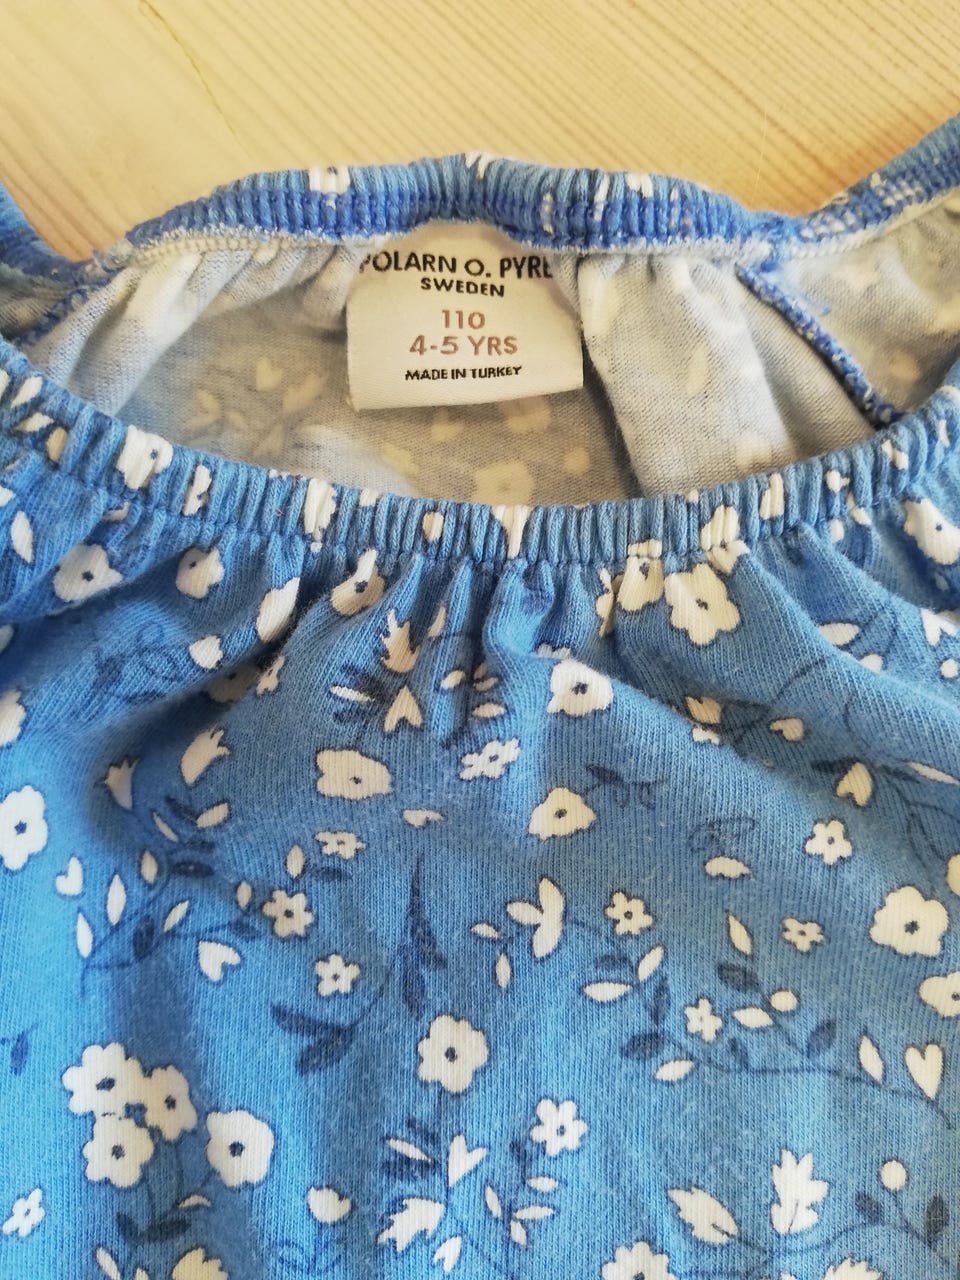 POLARN O. PYRE
SWEDEN
110
4-5 YRS
MADE IN TURKEY